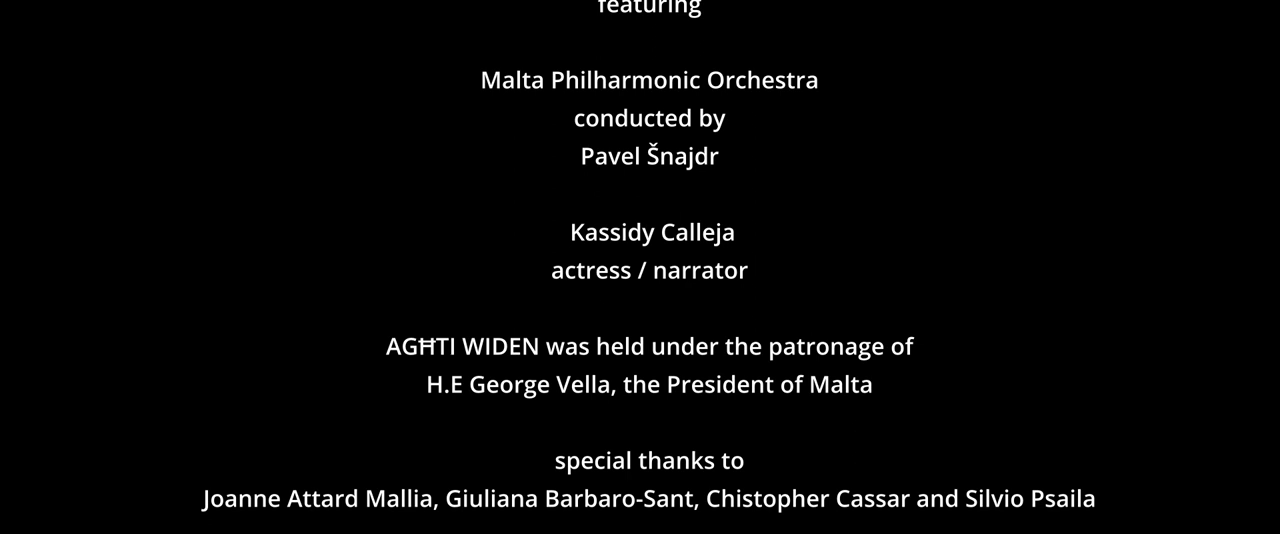 featuring
Malta Philharmonic Orchestra
conducted by
Pavel Šnajdr
Kassidy Calleja
actress / narrator
AGĦTI WIDEN was held under the patronage of
H.E George Vella, the President of Malta
special thanks to
Joanne Attard Mallia, Giuliana Barbaro-Sant, Chistopher Cassar and Silvio Psaila